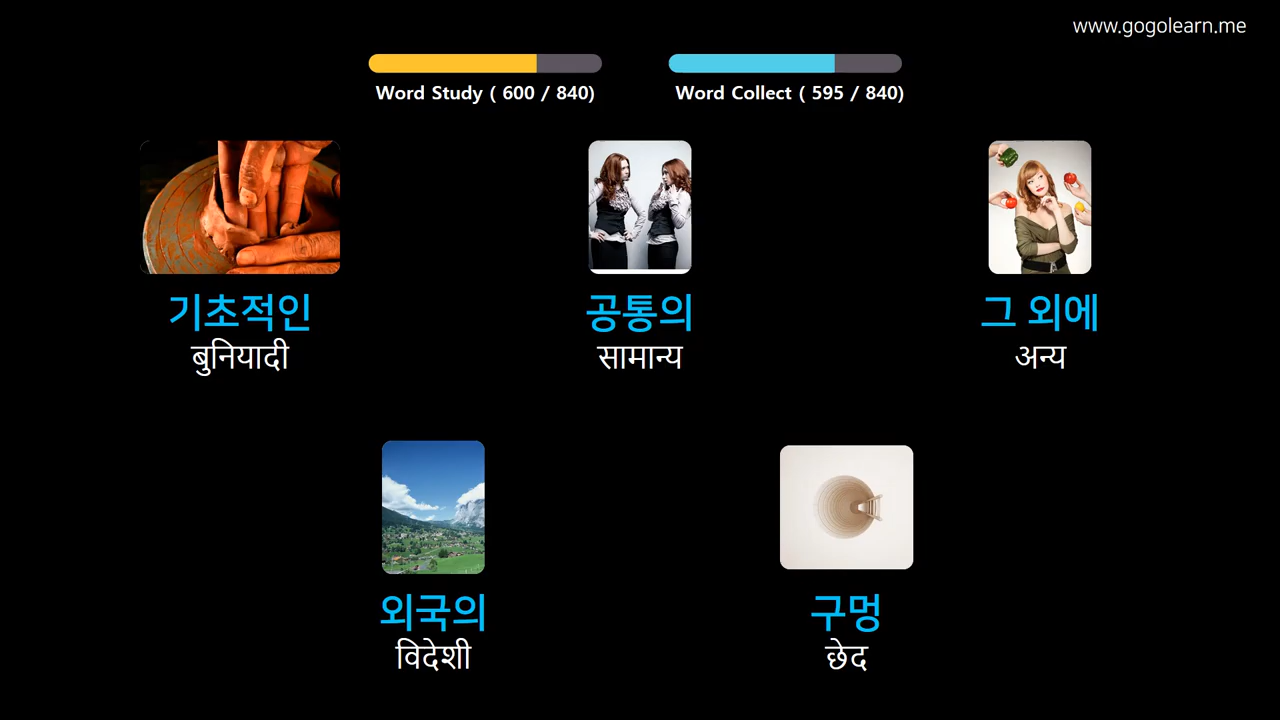 www.gogolearn.me
Word Study ( 600 / 840)
Word Collect ( 595 / 840)
기초적인
बुनियादी
공통의
सामान्य
그 외에
अन्य
외국의
विदेशी
구멍
छेद